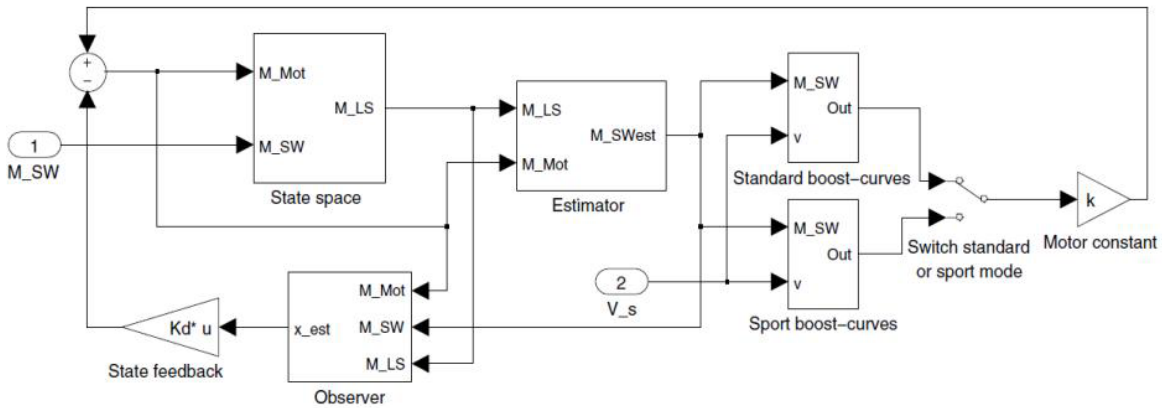 +
−
1
M_SW
M_Mot
M_SW
M_LS
State space
M_LS
M_Mot
M_SWest
Estimator
M_SW
v
Out
Standard boost−curves
M_SW
v
Out
Sport boost−curves
Switch standard
or sport mode
k
Motor constant
2
V_s
M_Mot
M_SW
M_LS
x_est
Observer
Kd* u
State feedback